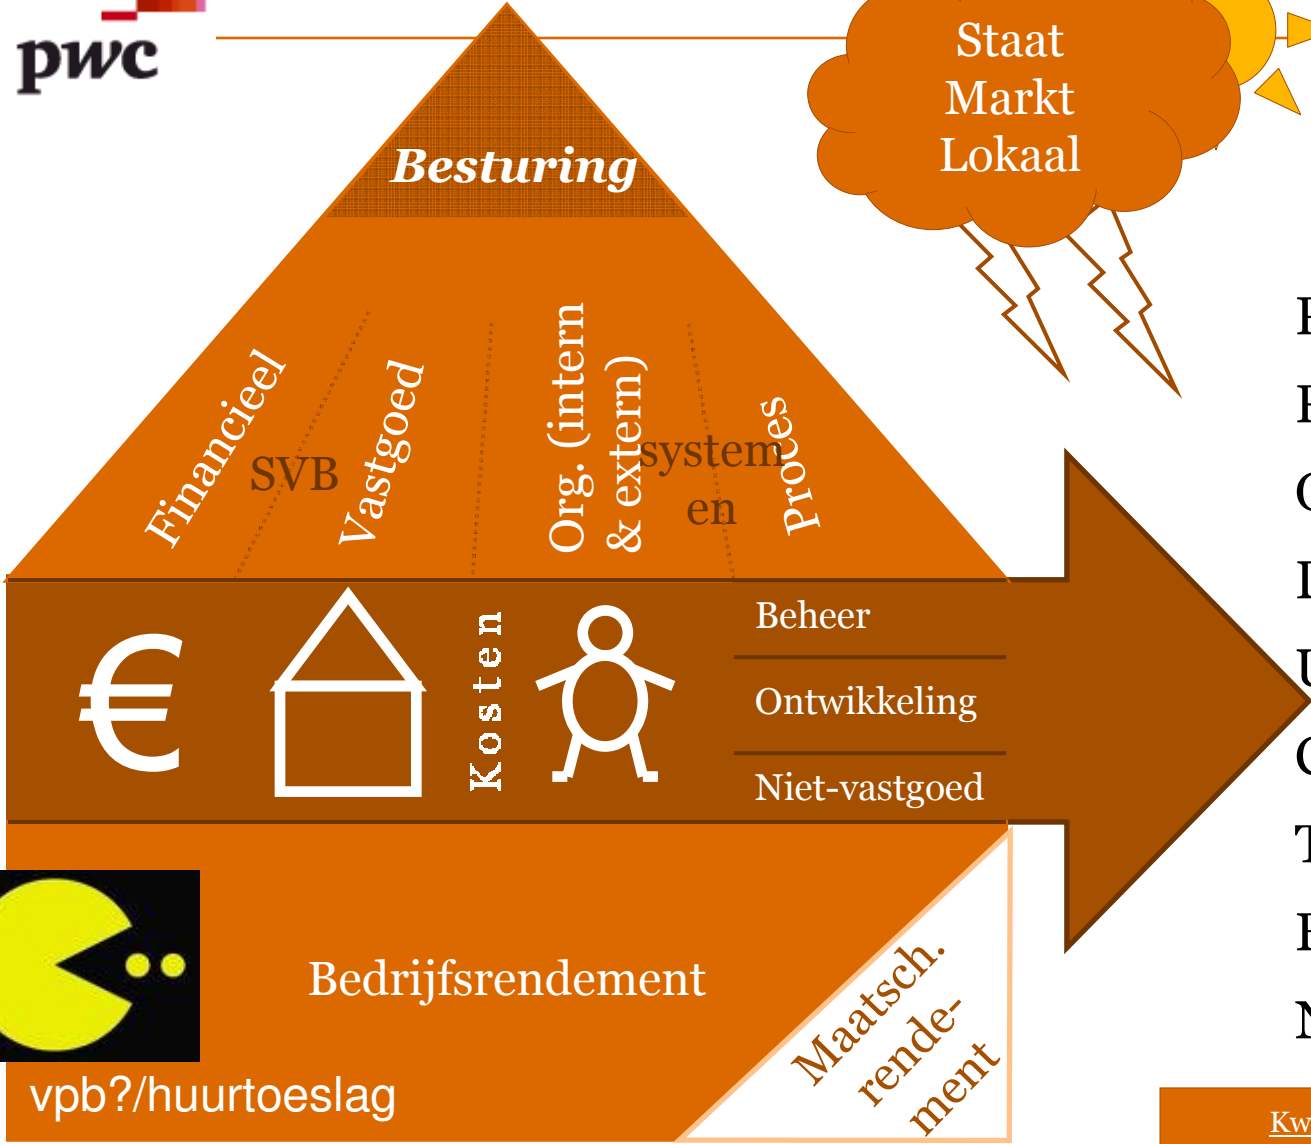 pwc
Staat
Markt
Lokaal
Besturing
Financieel
SVB
Vastgoed
Org. (intern
& extern)
system
en
Proces
€
Kosten
Beheer
Ontwikkeling
Niet-vastgoed
Bedrijfsrendement
Maatsch.
rende-
ment
vpb?/huurtoeslag